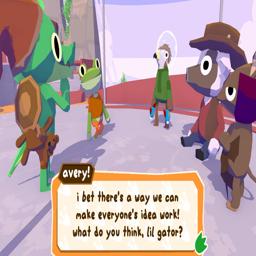 avery!
i bet there's a way we can
make everyone's idea work!
what do you think, lil gator?